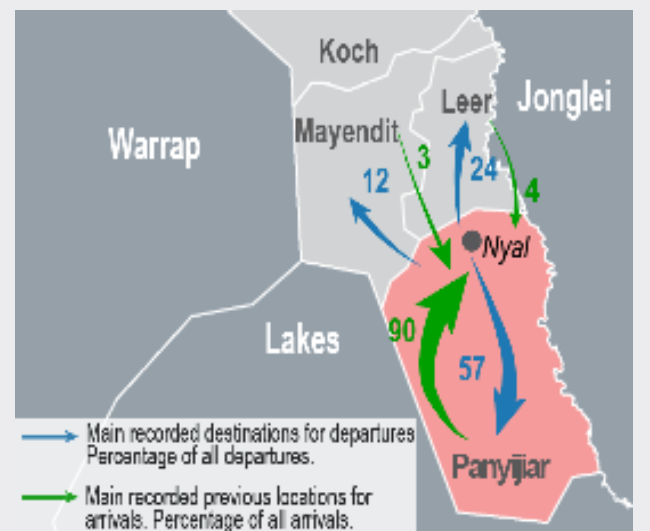 Koch
Leer
Jonglei
Mayendit
Warrap
3
24
12
4
Nyal
90
Lakes
57
Main recorded destinations for departures
Percentage of all departures.
Panyijiar
Main recorded previous locations for
arrivals. Percentage of all arrivals.